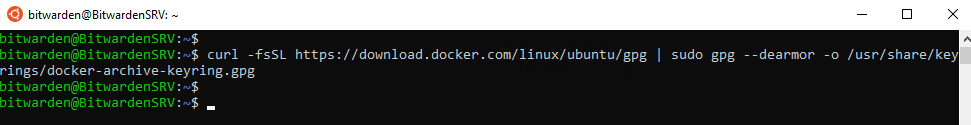 bitwarden@BitwardenSRV: ~
bitwarden@BitwardenSRV:~$
bitwarden@BitwardenSRV:~$ curl -fsSL https://download.docker.com/linux/ubuntu/gpg | sudo gpg --dearmor -o /usr/share/key
rings/docker-archive-keyring.gpg
bitwarden@BitwardenSRV:~$
bitwarden@BitwardenSRV:~$